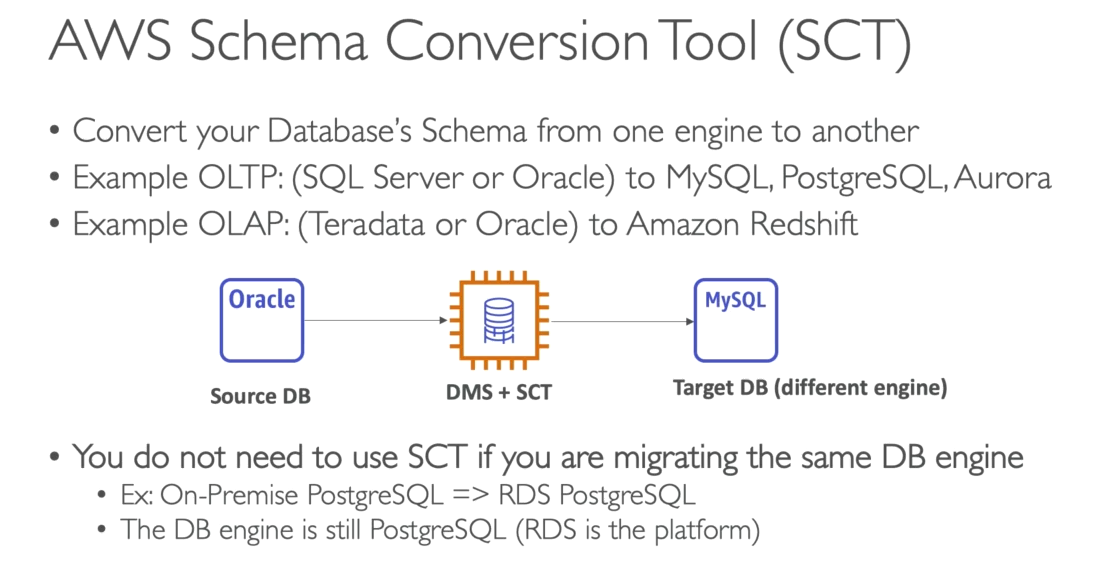 AWS Schema Conversion Tool (SCT)
• Convert your Database's Schema from one engine to another
• Example OLTP: (SQL Server or Oracle) to MySQL, PostgreSQL, Aurora
• Example OLAP: (Teradata or Oracle) to Amazon Redshift
Oracle
MySQL
Source DB
DMS + SCT
Target DB (different engine)
• You do not need to use SCT if you are migrating the same DB engine
• Ex: On-Premise PostgreSQL => RDS PostgreSQL
• The DB engine is still PostgreSQL (RDS is the platform)